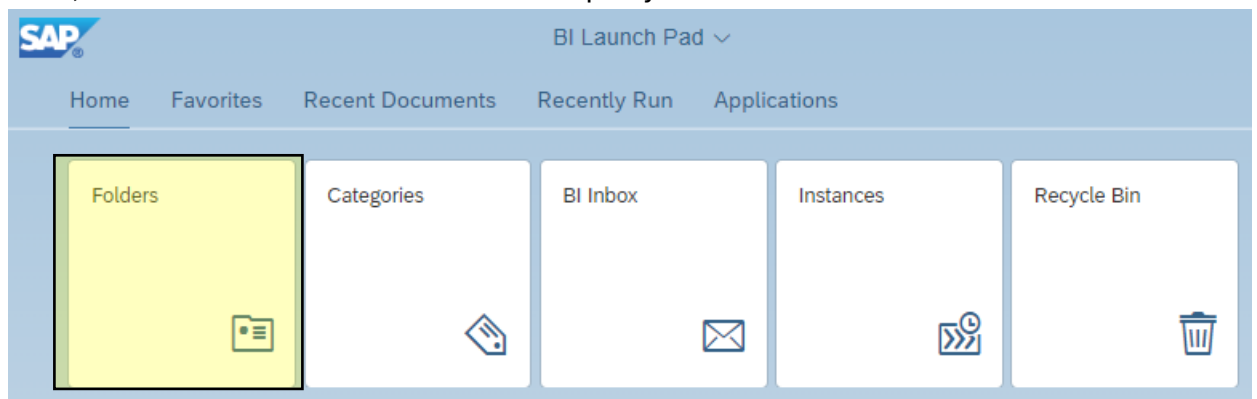 SAP®
BI Launch Pad
Home Favorites Recent Documents Recently Run Applications
Folders Categories BI Inbox Instances Recycle Bin